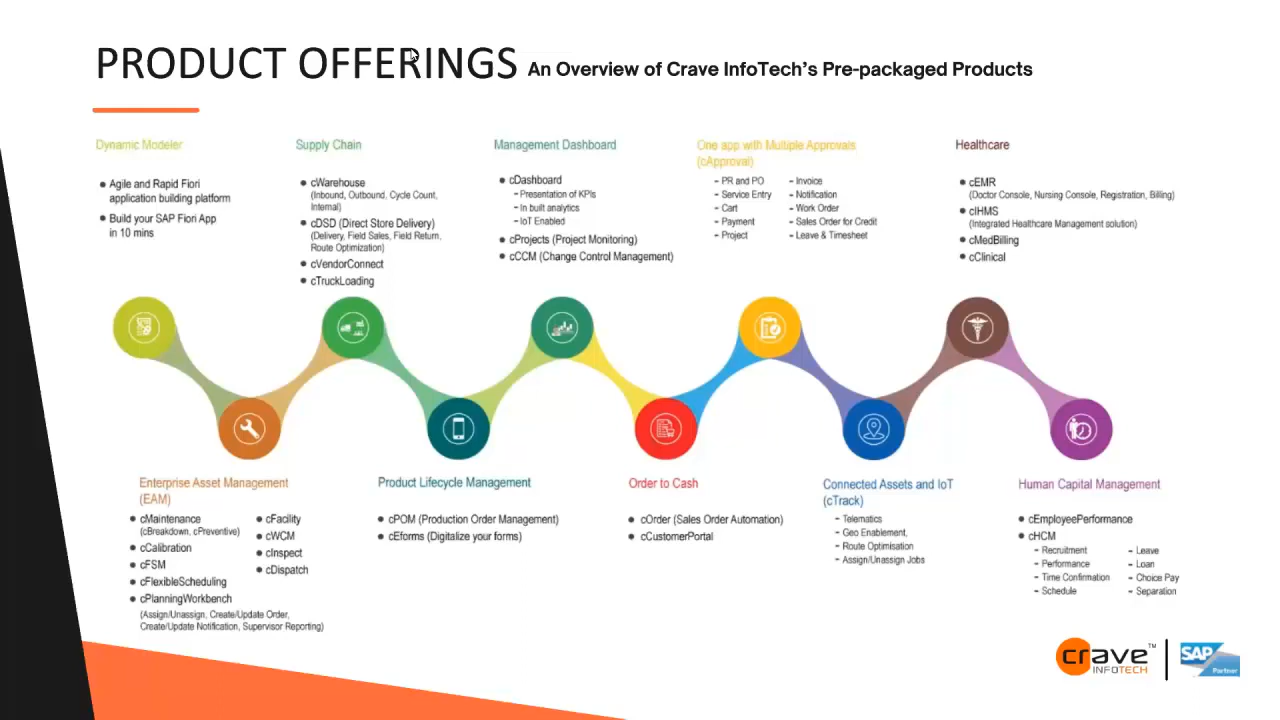 PRODUCT OFFERINGS An Overview of Crave InfoTech's Pre-packaged Products
Dynamic Modeler
• Agile and Rapid Fiori
application building platform
• Build your SAP Fiori App
in 10 mins
Supply Chain
• cWarehouse
(Inbound, Outbound, Cycle Count,
Internal)
• cDSD (Direct Store Delivery)
(Delivery, Field Sales, Field Return,
Route Optimization)
• cVendorConnect
• cTruckLoading
Management Dashboard
• cDashboard
- Presentation of KPIs
- In built analytics
- IoT Enabled
• cProjects (Project Monitoring)
• cCCM (Change Control Management)
One app with Multiple Approvals
(cApproval)
- PR and PO
- Service Entry
- Cart
- Payment
- Project
- Invoice
- Notification
- Work Order
- Sales Order for Credit
- Leave & Timesheet
Healthcare
• cEMR
(Doctor Console, Nursing Console, Registration, Billing)
• cIHMS
(Integrated Healthcare Management solution)
• cMedBilling
• cClinical
Enterprise Asset Management
(EAM)
• cMaintenance
(cBreakdown, cPreventive)
• cCalibration
• cFSM
• cFlexibleScheduling
• cPlanningWorkbench
(Assign/Unassign, Create/Update Order,
Create/Update Notification, Supervisor Reporting)
• cFacility
• cWCM
• cInspect
• cDispatch
Product Lifecycle Management
• cPOM (Production Order Management)
• cEforms (Digitalize your forms)
Order to Cash
• cOrder (Sales Order Automation)
• cCustomerPortal
Connected Assets and IoT
(cTrack)
- Telematics
- Geo Enablement,
- Route Optimisation
- Assign/Unassign Jobs
Human Capital Management
• cEmployeePerformance
• cHCM
- Recruitment
- Performance
- Time Confirmation
- Schedule
- Leave
- Loan
- Choice Pay
- Separation
crave™
INFOTECH
SAP
Partner